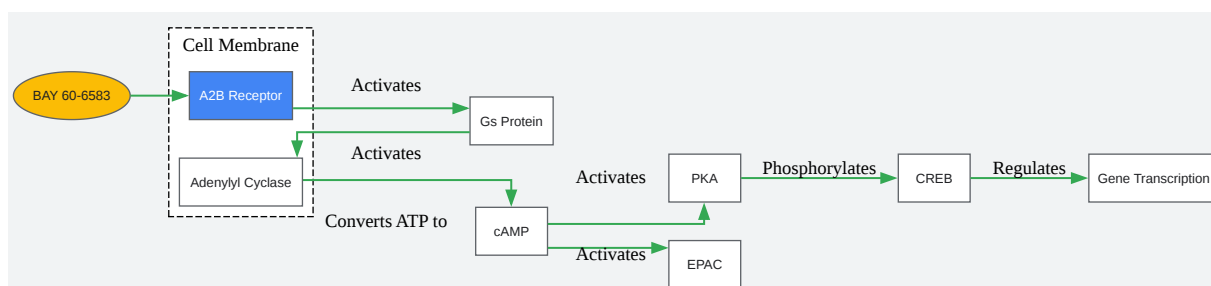 Cell Membrane
BAY 60-6583
A2B Receptor
Activates
Gs Protein
Activates
Adenylyl Cyclase
Converts ATP to
cAMP
Activates
PKA
Phosphorylates
CREB
Regulates
Gene Transcription
Activates
EPAC